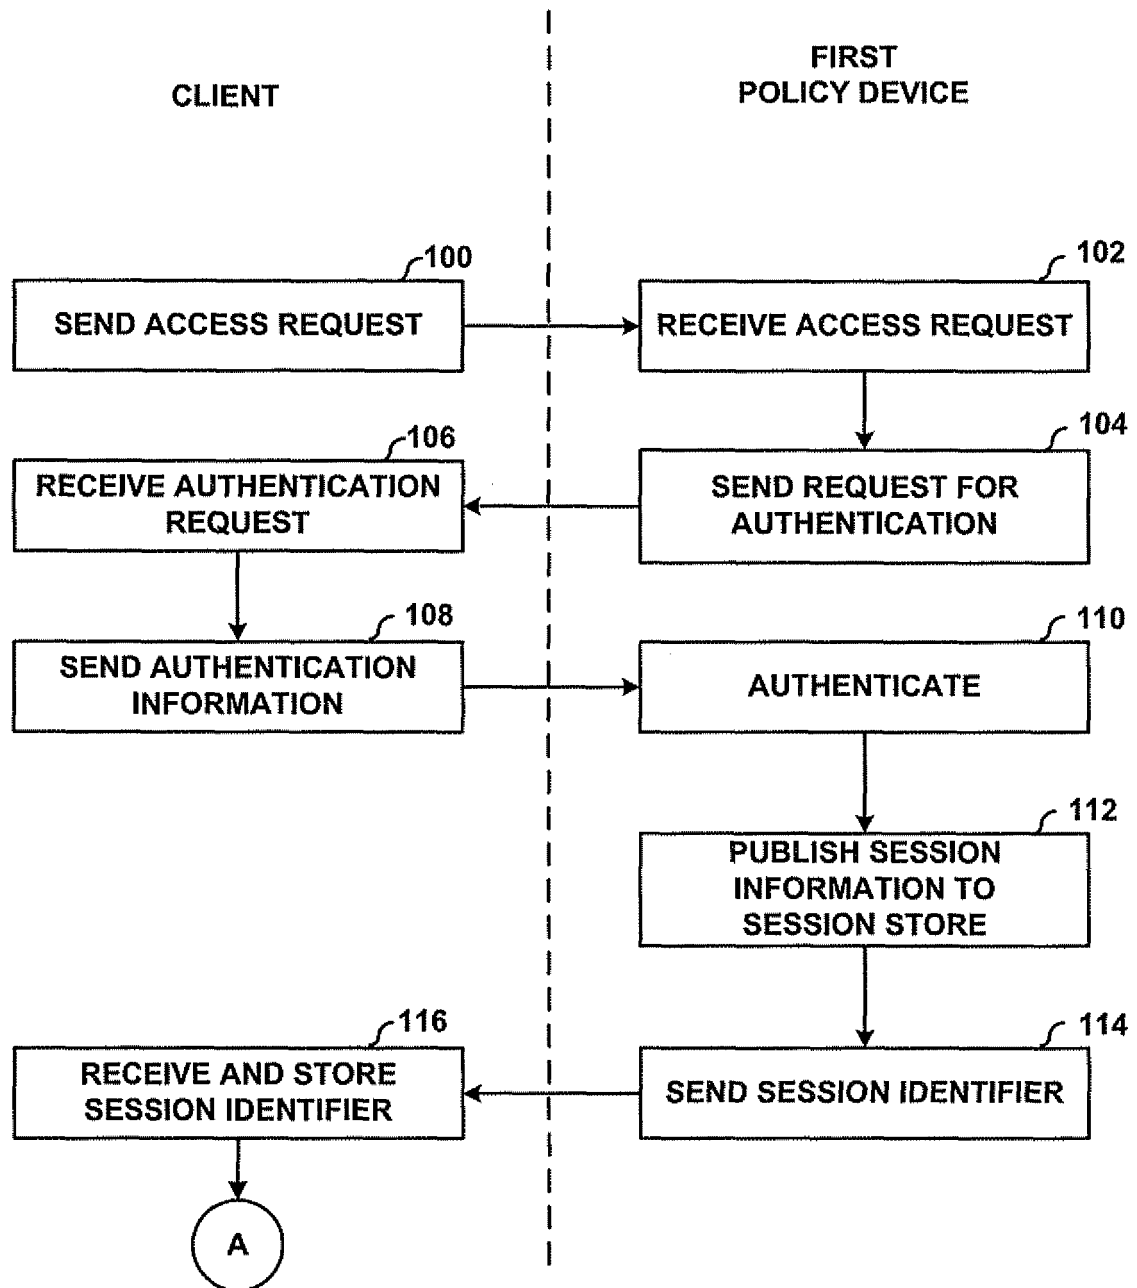 CLIENT
FIRST
POLICY DEVICE
100
SEND ACCESS REQUEST
102
RECEIVE ACCESS REQUEST
106
RECEIVE AUTHENTICATION
REQUEST
104
SEND REQUEST FOR
AUTHENTICATION
108
SEND AUTHENTICATION
INFORMATION
110
AUTHENTICATE
112
PUBLISH SESSION
INFORMATION TO
SESSION STORE
116
RECEIVE AND STORE
SESSION IDENTIFIER
114
SEND SESSION IDENTIFIER
A